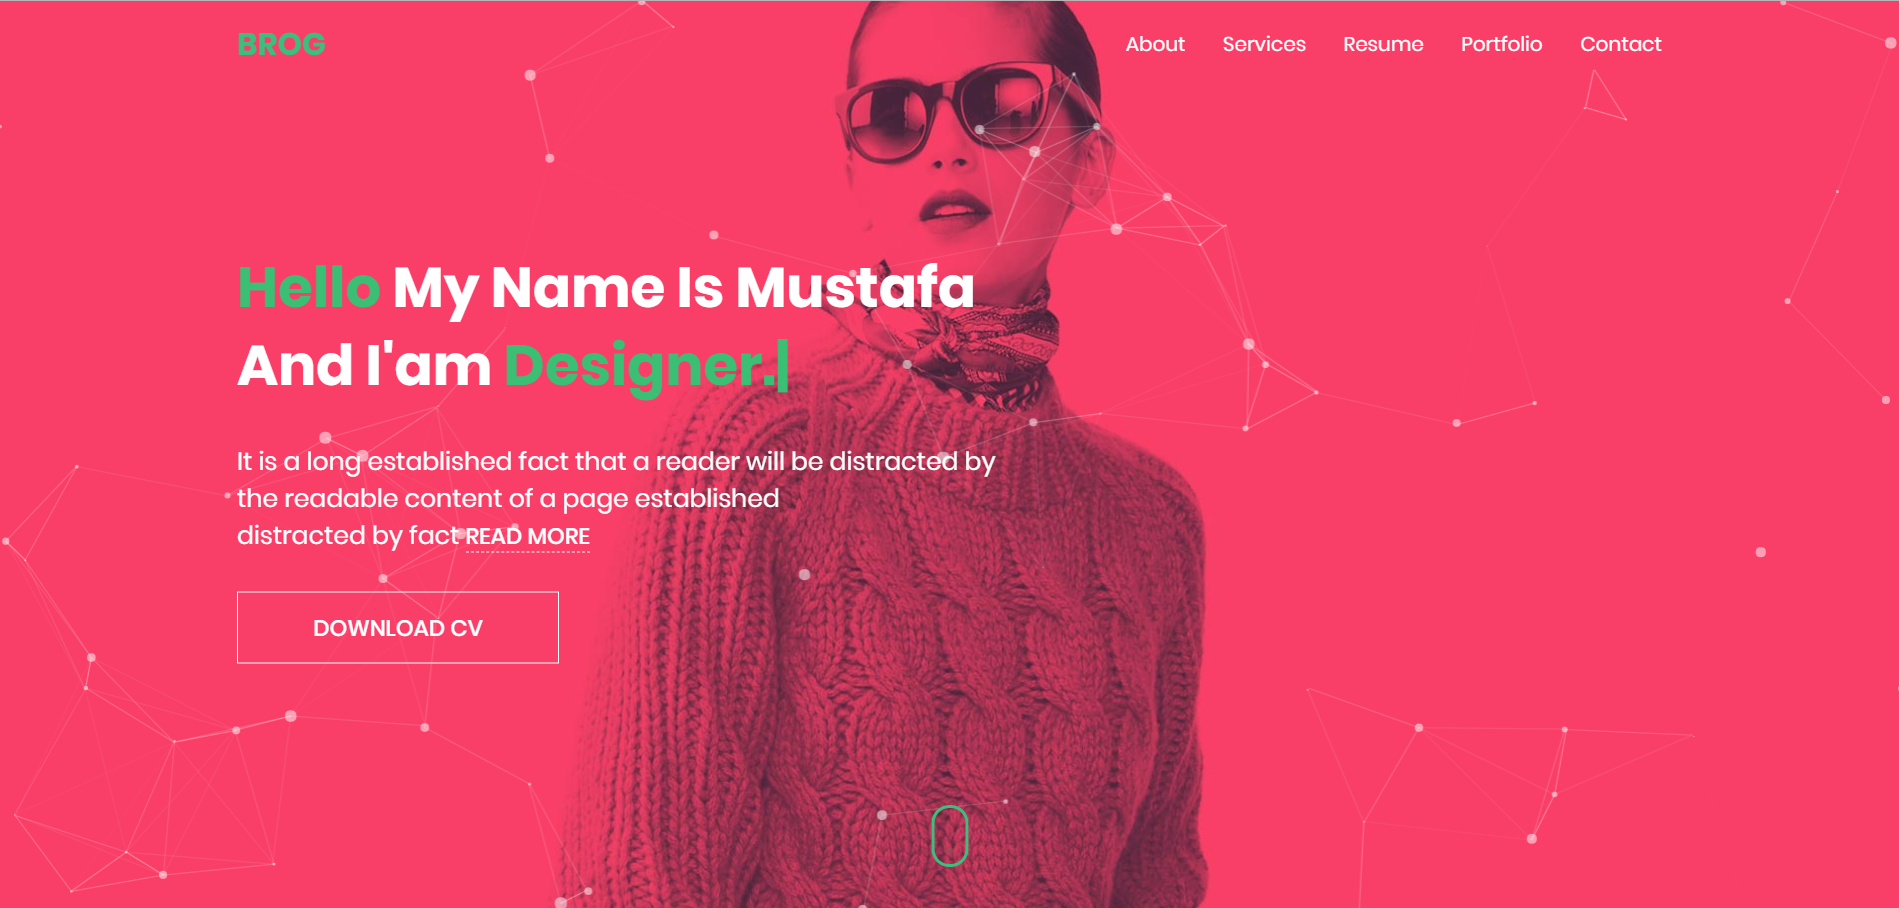 BROG
About Services Resume Portfolio Contact
Hello My Name Is Mustafa
And I'am Designer.|
It is a long established fact that a reader will be distracted by
the readable content of a page established
distracted by fact READ MORE
DOWNLOAD CV